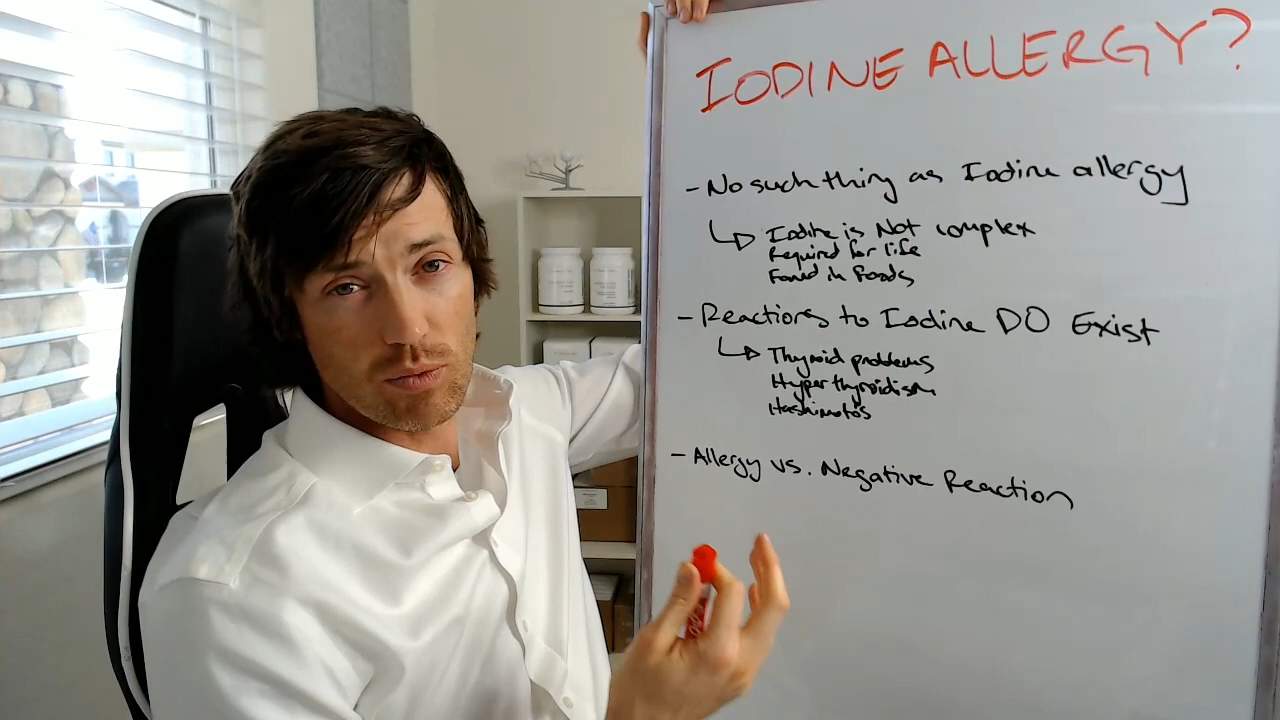 IODINE ALLERGY?
- No such thing as Iodine allergy
Iodine is Not complex
Required for life
Found in Foods
- Reactions to Iodine DO Exist
Thyroid problems
Hyperthyroidism
Hashimoto's
- Allergy vs. Negative Reaction